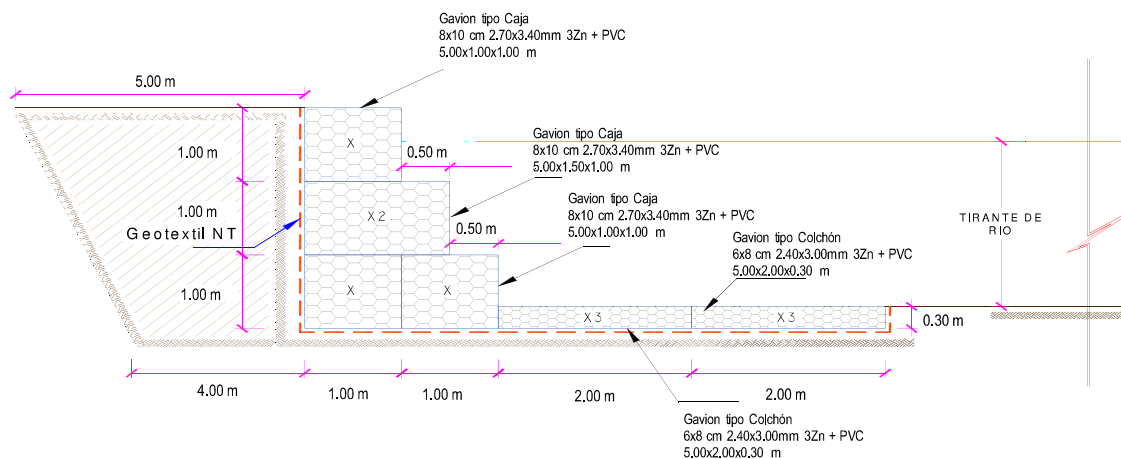 Gavion tipo Caja
8x10 cm 2.70x3.40mm 3Zn + PVC
5.00x1.00x1.00 m
5.00 m
1.00 m
X
0.50 m
Gavion tipo Caja
8x10 cm 2.70x3.40mm 3Zn + PVC
5.00x1.50x1.00 m
1.00 m
X 2
Geotextil NT
0.50 m
Gavion tipo Caja
8x10 cm 2.70x3.40mm 3Zn + PVC
5.00x1.00x1.00 m
TIRANTE DE
RIO
Gavion tipo Colchón
6x8 cm 2.40x3.00mm 3Zn + PVC
5.00x2.00x0.30 m
1.00 m
X
X
X 3
X 3
0.30 m
4.00 m
1.00 m
1.00 m
2.00 m
2.00 m
Gavion tipo Colchón
6x8 cm 2.40x3.00mm 3Zn + PVC
5.00x2.00x0.30 m